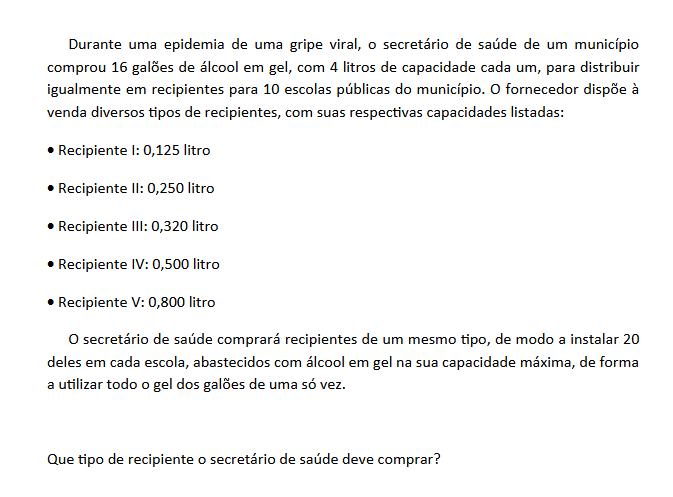 Durante uma epidemia de uma gripe viral, o secretário de saúde de um município
comprou 16 galões de álcool em gel, com 4 litros de capacidade cada um, para distribuir
igualmente em recipientes para 10 escolas públicas do município. O fornecedor dispõe à
venda diversos tipos de recipientes, com suas respectivas capacidades listadas:
• Recipiente I: 0,125 litro
• Recipiente II: 0,250 litro
• Recipiente III: 0,320 litro
• Recipiente IV: 0,500 litro
• Recipiente V: 0,800 litro
O secretário de saúde comprará recipientes de um mesmo tipo, de modo a instalar 20
deles em cada escola, abastecidos com álcool em gel na sua capacidade máxima, de forma
a utilizar todo o gel dos galões de uma só vez.
Que tipo de recipiente o secretário de saúde deve comprar?